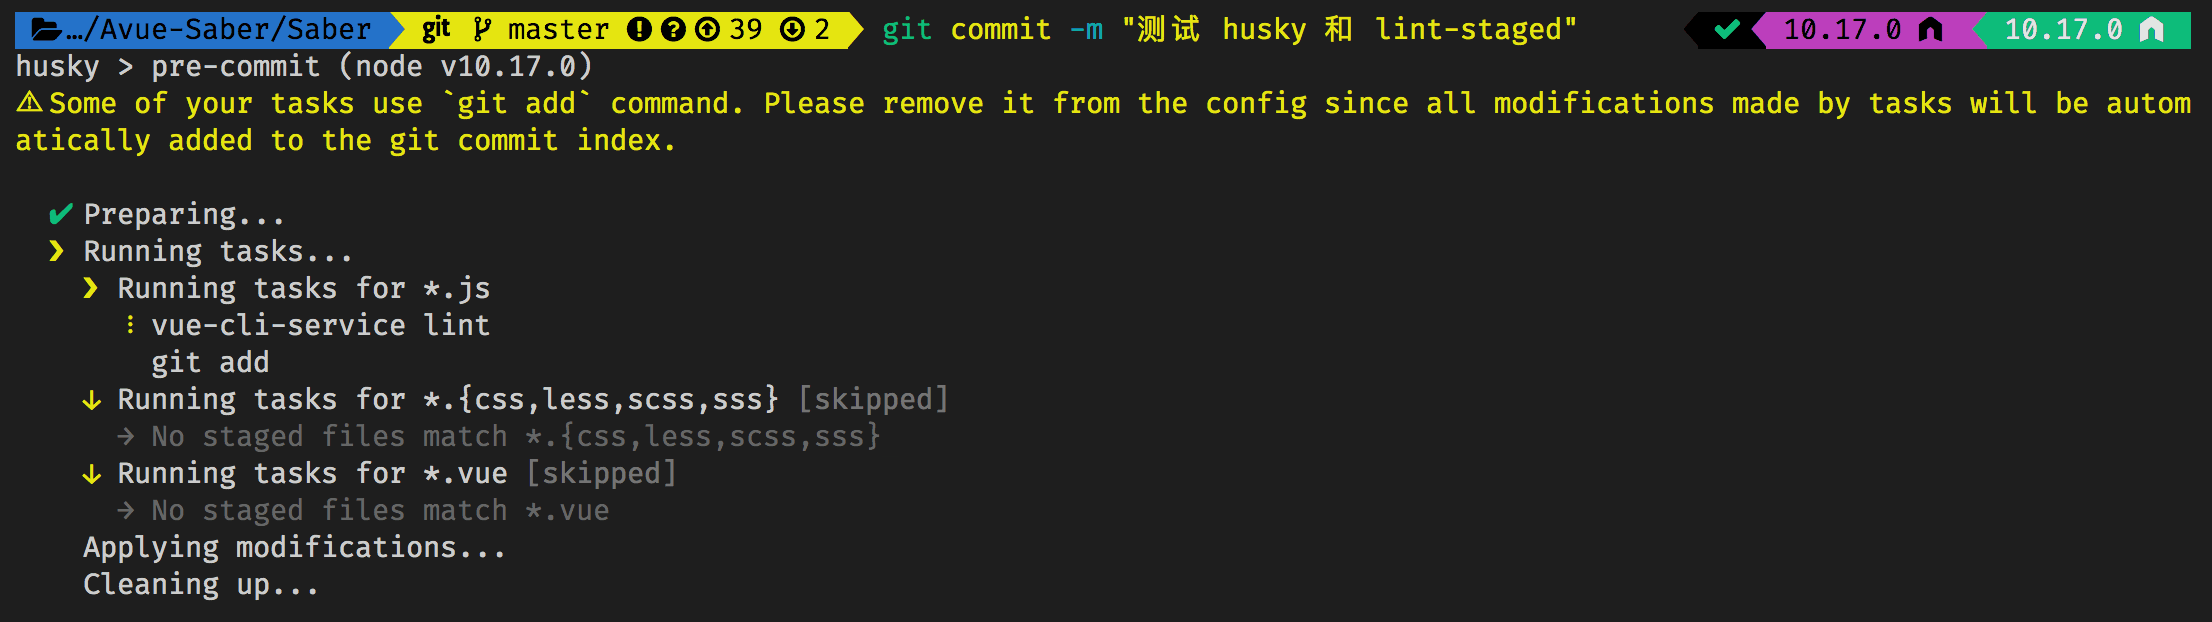 …/Avue-Saber/Saber git master 39 2 git commit -m "测试 husky 和 lint-staged" ✔ 10.17.0 10.17.0
husky > pre-commit (node v10.17.0)
⚠Some of your tasks use `git add` command. Please remove it from the config since all modifications made by tasks will be autom
atically added to the git commit index.
✔ Preparing...
❯ Running tasks...
❯ Running tasks for *.js
⁝ vue-cli-service lint
git add
↓ Running tasks for *.{css,less,scss,sss} [skipped]
→ No staged files match *.{css,less,scss,sss}
↓ Running tasks for *.vue [skipped]
→ No staged files match *.vue
Applying modifications...
Cleaning up...